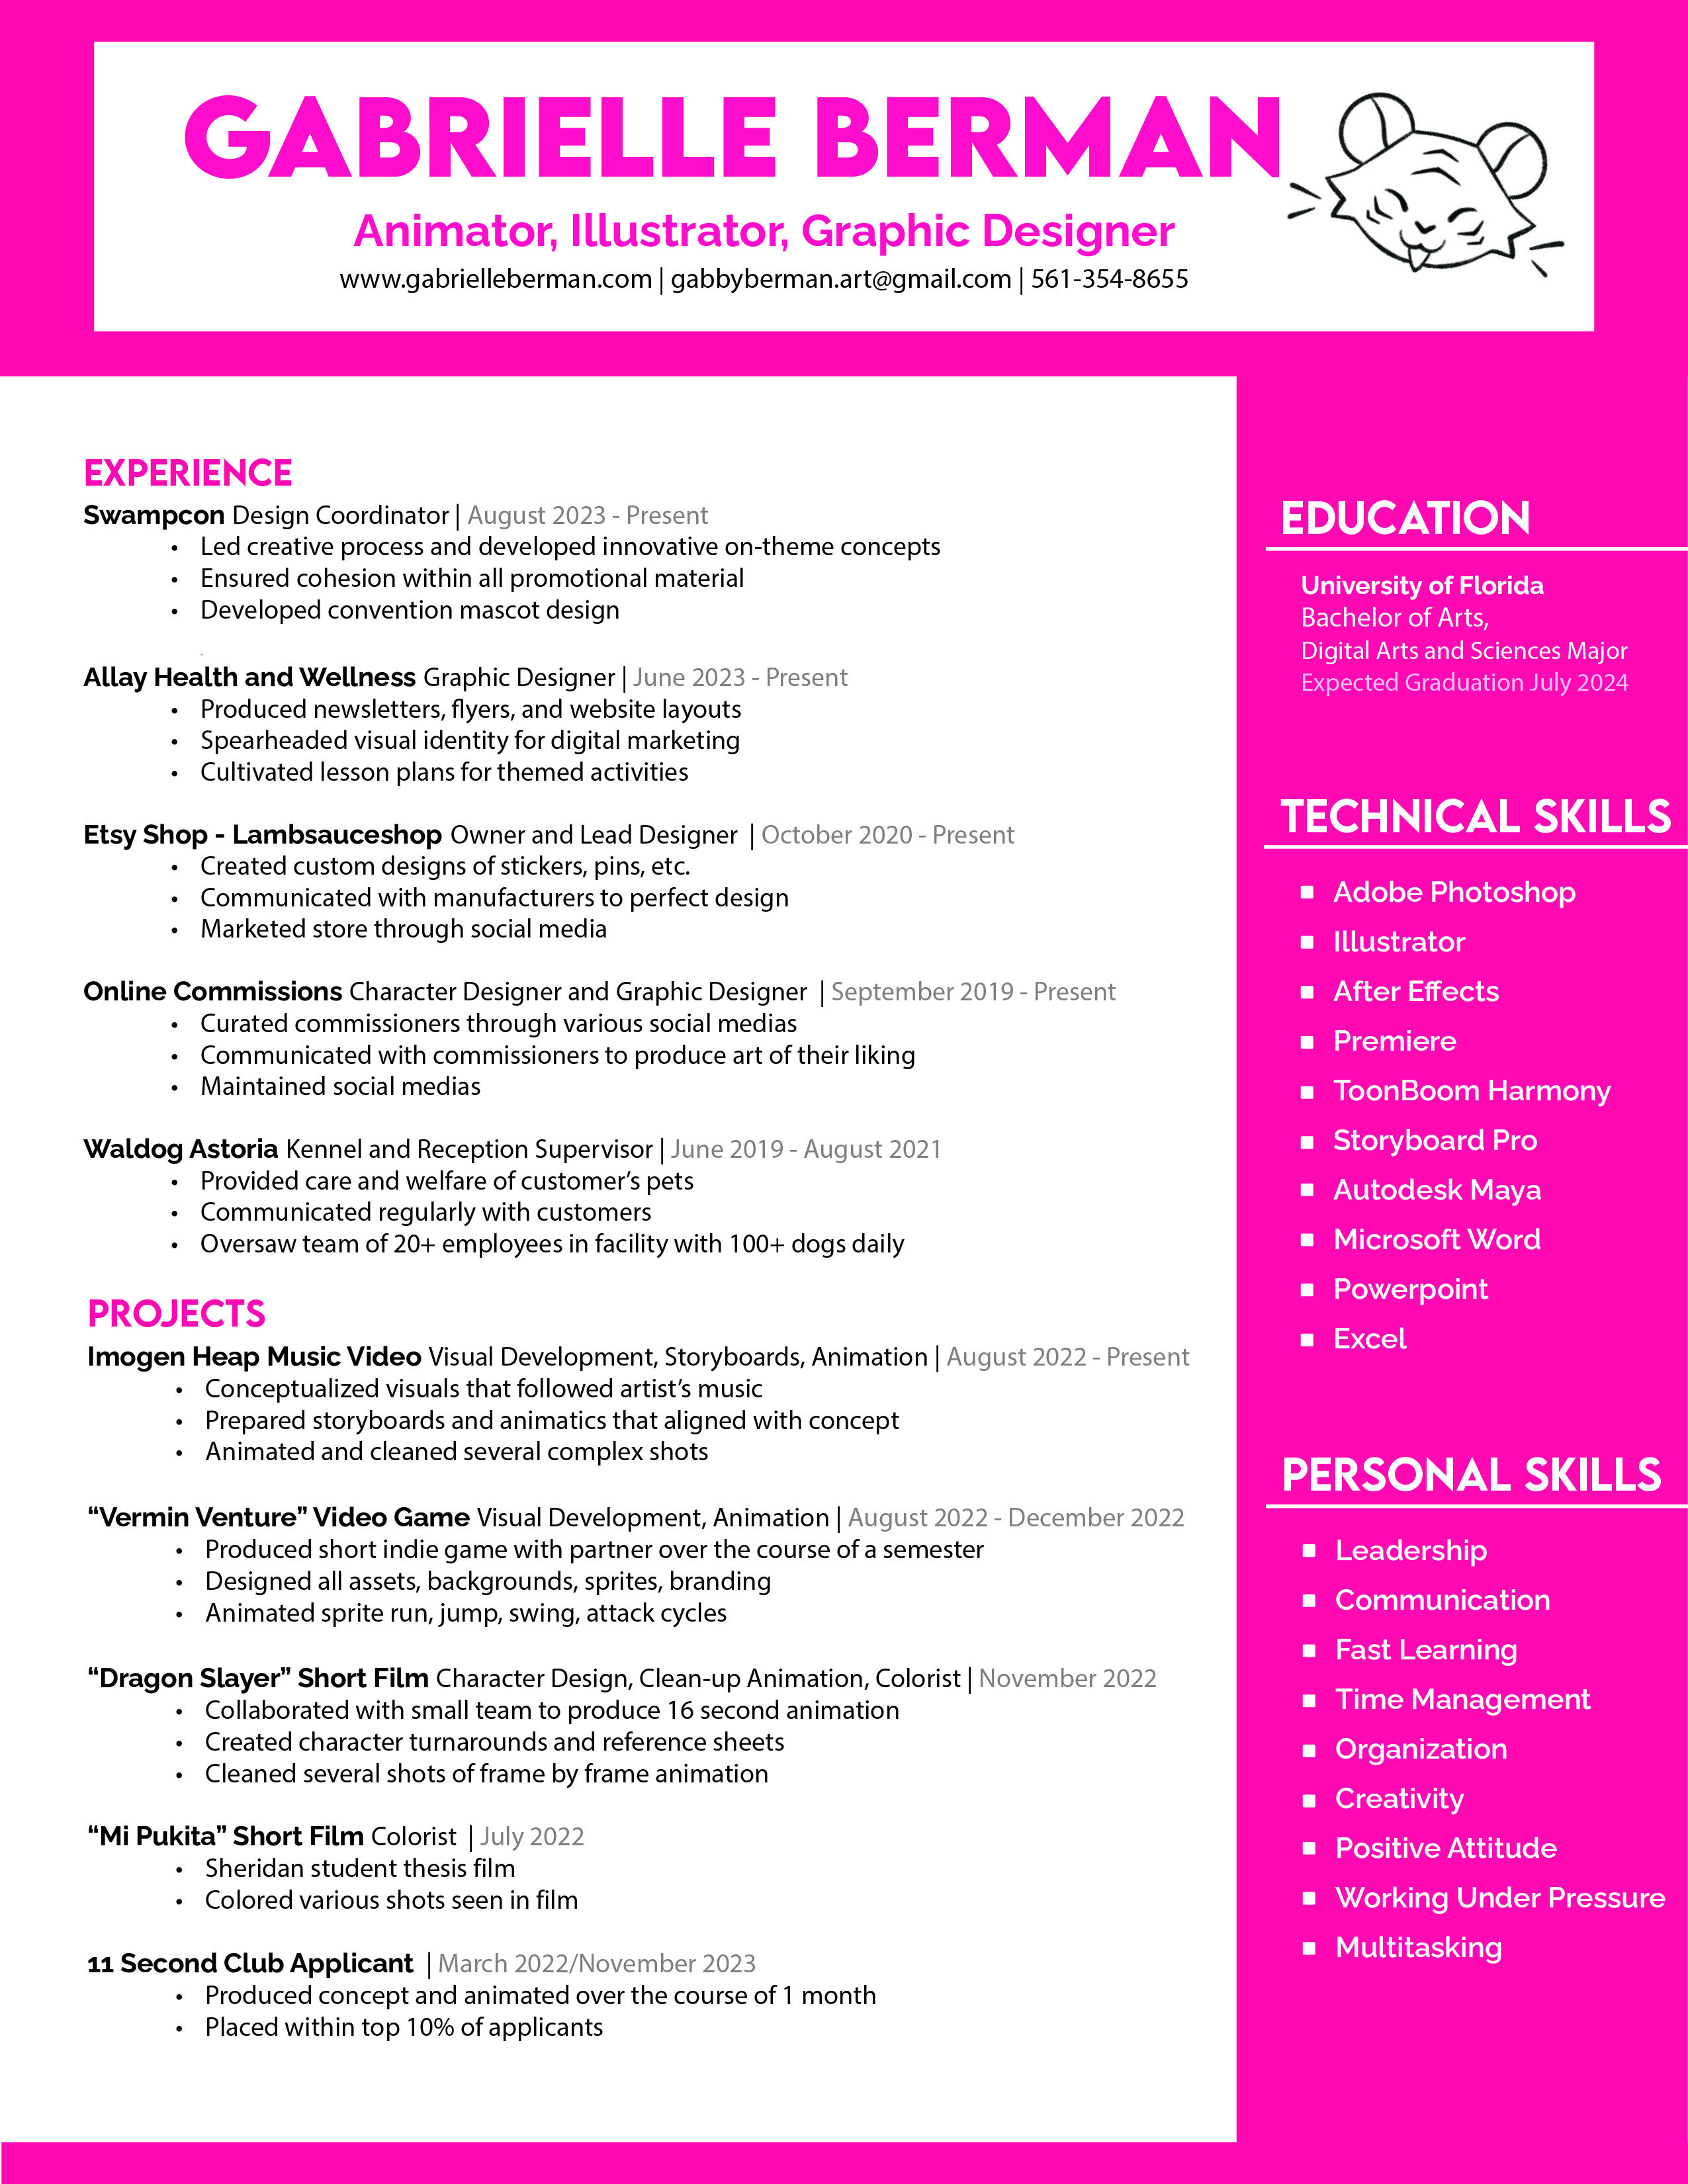 GABRIELLE BERMAN
Animator, Illustrator, Graphic Designer
www.gabrielleberman.com | gabbyberman.art@gmail.com | 561-354-8655
EXPERIENCE
Swampcon Design Coordinator | August 2023 - Present
• Led creative process and developed innovative on-theme concepts
• Ensured cohesion within all promotional material
• Developed convention mascot design
Allay Health and Wellness Graphic Designer | June 2023 - Present
• Produced newsletters, flyers, and website layouts
• Spearheaded visual identity for digital marketing
• Cultivated lesson plans for themed activities
Etsy Shop - Lambsauceshop Owner and Lead Designer | October 2020 - Present
• Created custom designs of stickers, pins, etc.
• Communicated with manufacturers to perfect design
• Marketed store through social media
Online Commissions Character Designer and Graphic Designer | September 2019 - Present
• Curated commissioners through various social medias
• Communicated with commissioners to produce art of their liking
• Maintained social medias
Waldog Astoria Kennel and Reception Supervisor | June 2019 - August 2021
• Provided care and welfare of customer’s pets
• Communicated regularly with customers
• Oversaw team of 20+ employees in facility with 100+ dogs daily
PROJECTS
Imogen Heap Music Video Visual Development, Storyboards, Animation | August 2022 - Present
• Conceptualized visuals that followed artist’s music
• Prepared storyboards and animatics that aligned with concept
• Animated and cleaned several complex shots
“Vermin Venture” Video Game Visual Development, Animation | August 2022 - December 2022
• Produced short indie game with partner over the course of a semester
• Designed all assets, backgrounds, sprites, branding
• Animated sprite run, jump, swing, attack cycles
“Dragon Slayer” Short Film Character Design, Clean-up Animation, Colorist | November 2022
• Collaborated with small team to produce 16 second animation
• Created character turnarounds and reference sheets
• Cleaned several shots of frame by frame animation
“Mi Pukita” Short Film Colorist | July 2022
• Sheridan student thesis film
• Colored various shots seen in film
11 Second Club Applicant | March 2022/November 2023
• Produced concept and animated over the course of 1 month
• Placed within top 10% of applicants
EDUCATION
University of Florida
Bachelor of Arts,
Digital Arts and Sciences Major
Expected Graduation July 2024
TECHNICAL SKILLS
▪ Adobe Photoshop
▪ Illustrator
▪ After Effects
▪ Premiere
▪ ToonBoom Harmony
▪ Storyboard Pro
▪ Autodesk Maya
▪ Microsoft Word
▪ Powerpoint
▪ Excel
PERSONAL SKILLS
▪ Leadership
▪ Communication
▪ Fast Learning
▪ Time Management
▪ Organization
▪ Creativity
▪ Positive Attitude
▪ Working Under Pressure
▪ Multitasking